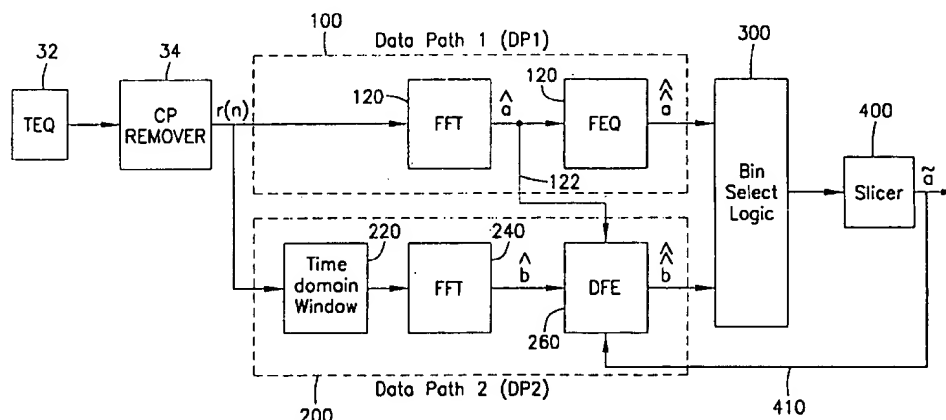 100
Data Path 1 (DP1)
32
34
300
TEQ
CP
REMOVER
r(n)
120
FFT
^
a
120
FEQ
^
^
a
122
Bin
Select
Logic
400
Slicer
~
a
220
Time
domain
Window
240
FFT
^
b
DFE
260
^
^
b
200
Data Path 2 (DP2)
410